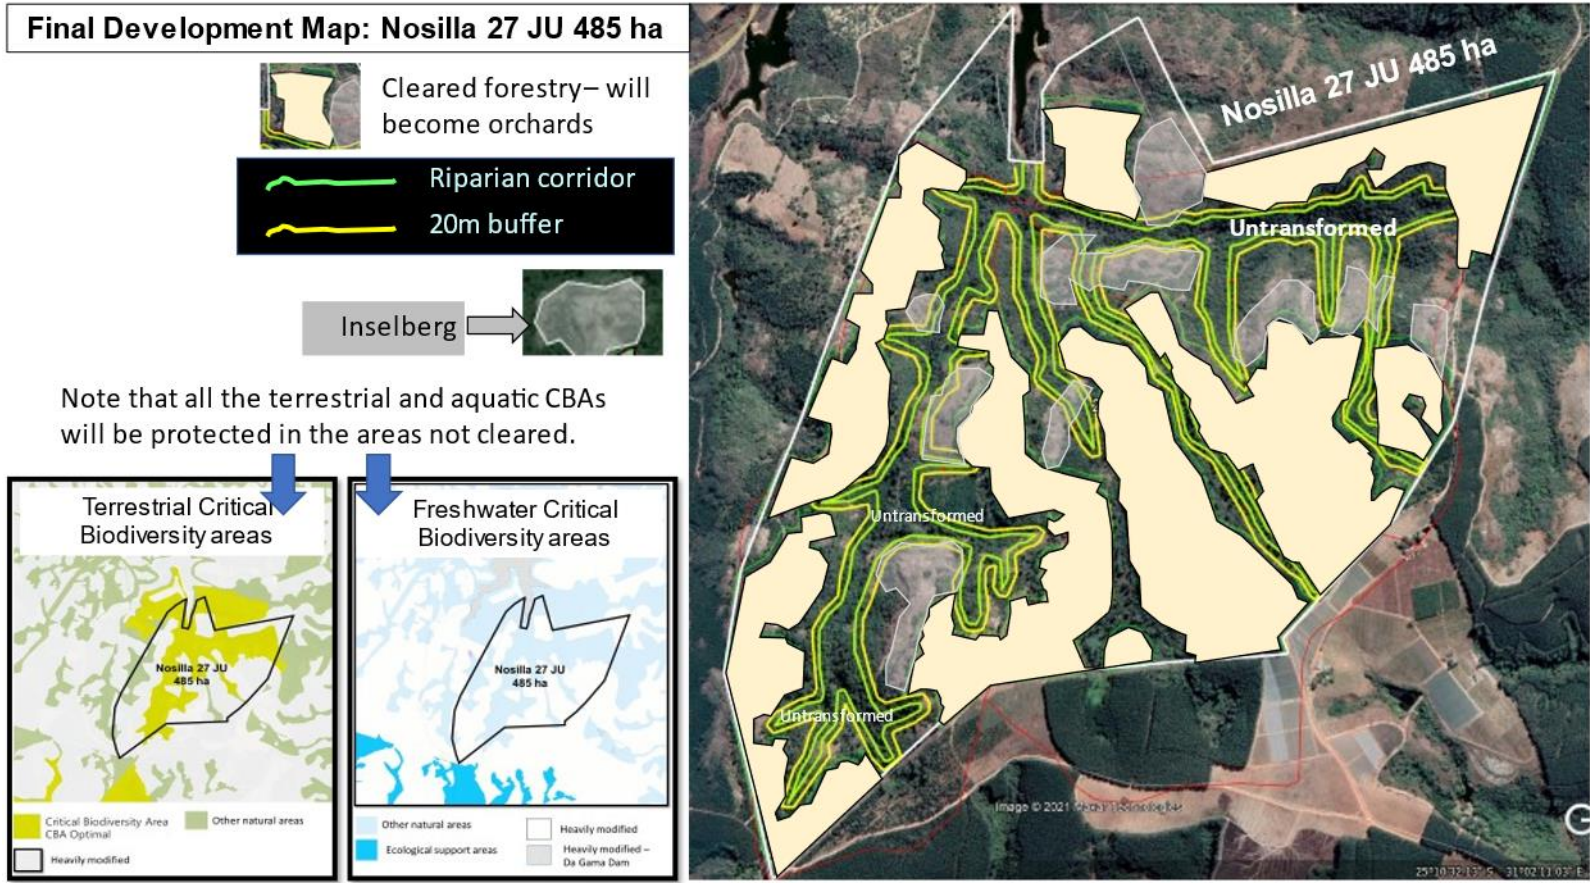 Final Development Map: Nosilla 27 JU 485 ha
Cleared forestry– will
become orchards
Riparian corridor
20m buffer
Inselberg
Note that all the terrestrial and aquatic CBAs
will be protected in the areas not cleared.
Terrestrial Critical
Biodiversity areas
Nosilla 27 JU
485 ha
Critical Biodiversity Area
CBA Optimal
Other natural areas
Heavily modified
Freshwater Critical
Biodiversity areas
Nosilla 27 JU
485 ha
Other natural areas
Ecological support areas
Heavily modified
Heavily modified –
Da Gama Dam
Nosilla 27 JU 485 ha
Untransformed
Untransformed
Untransformed
Image © 2021 Maxar Technologies
G